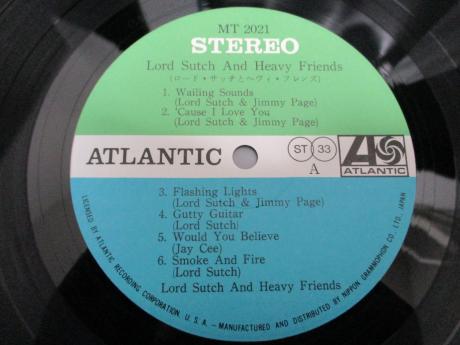 MT 2021
STEREO
Lord Sutch And Heavy Friends
(ロード・サッチとヘヴィ・フレンズ)
1. Wailing Sounds
(Lord Sutch & Jimmy Page)
2. 'Cause I Love You
(Lord Sutch & Jimmy Page)
ATLANTIC
ST 33
A
ATLANTIC
3. Flashing Lights
(Lord Sutch & Jimmy Page)
4. Gutty Guitar
(Lord Sutch)
5. Would You Believe
(Jay Cee)
6. Smoke And Fire
(Lord Sutch)
Lord Sutch And Heavy Friends
LICENSED BY ATLANTIC RECORDING CORPORATION, U.S.A.-MANUFACTURED AND DISTRIBUTED BY NIPPON GRAMMOPHON CO., LTD. JAPAN